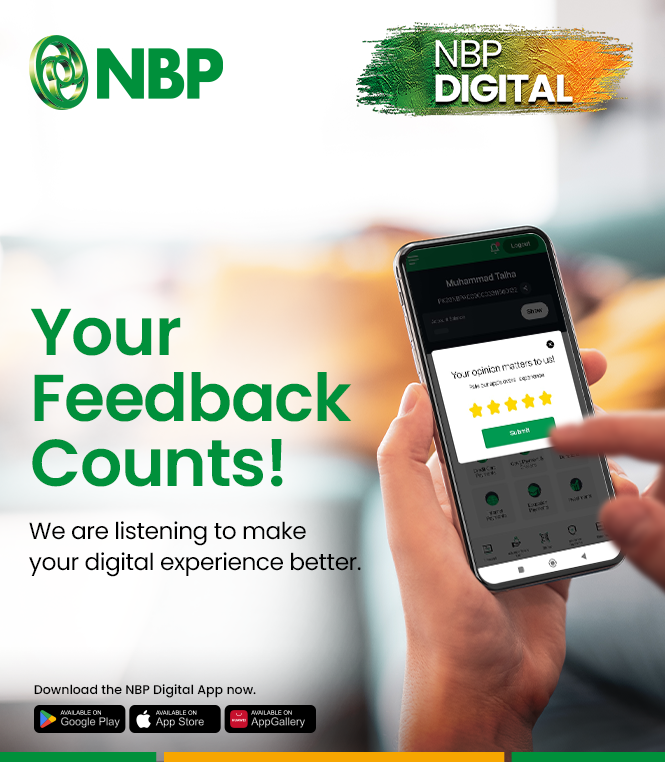 NBP
NBP
DIGITAL
Logout
Muhammad Talha
Show
Your opinion matters to us!
Submit
Your
Feedback
Counts!
We are listening to make
your digital experience better.
Download the NBP Digital App now.
AVAILABLE ON
Google Play
AVAILABLE ON
App Store
HUAWEI
AVAILABLE ON
AppGallery